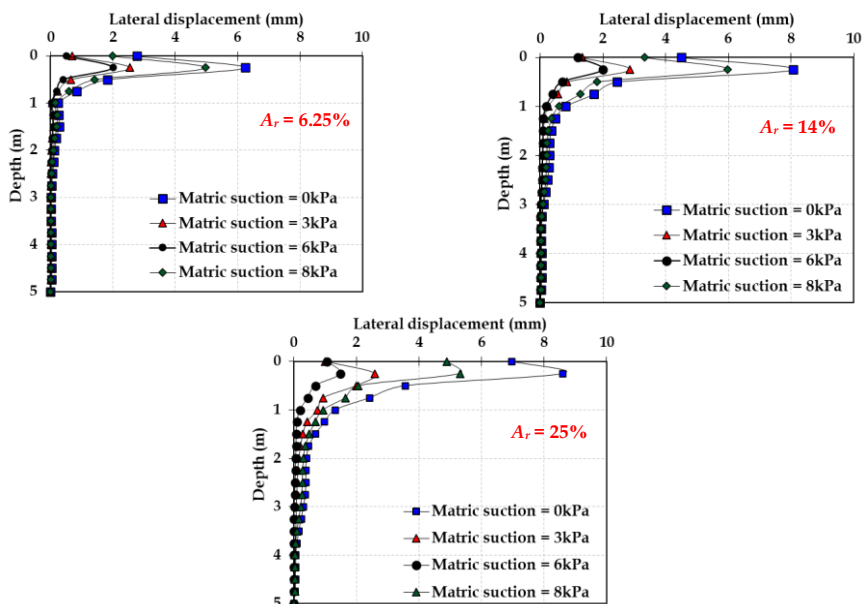 Lateral displacement (mm)
0 2 4 6 8 10
0
1
2
3
4
5
Depth (m)
A_r = 6.25%
Matric suction = 0kPa
Matric suction = 3kPa
Matric suction = 6kPa
Matric suction = 8kPa
Lateral displacement (mm)
0 2 4 6 8 10
0
1
2
3
4
5
Depth (m)
A_r = 14%
Matric suction = 0kPa
Matric suction = 3kPa
Matric suction = 6kPa
Matric suction = 8kPa
Lateral displacement (mm)
0 2 4 6 8 10
0
1
2
3
4
5
Depth (m)
A_r = 25%
Matric suction = 0kPa
Matric suction = 3kPa
Matric suction = 6kPa
Matric suction = 8kPa